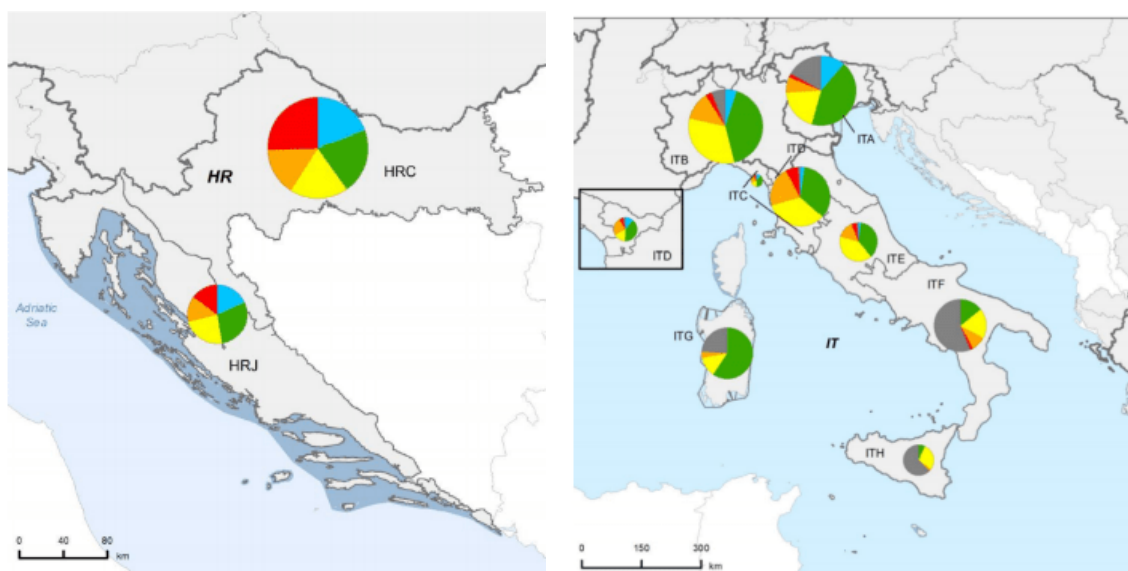 HR
HRC
Adriatic
Sea
HRJ
0 40 80
km
ITA
ITB
ITD
ITC
ITD
ITE
ITF
ITG
IT
ITH
0 150 300
km